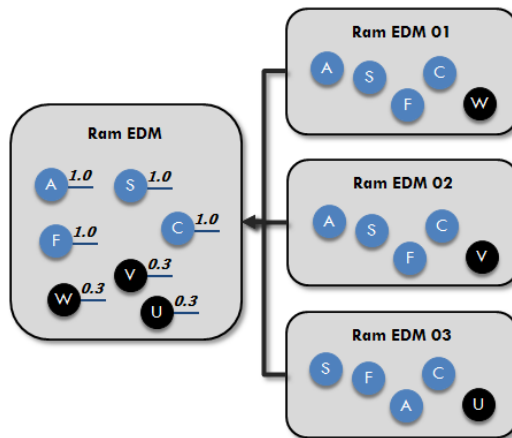 Ram EDM
A 1.0
S 1.0
F 1.0
C 1.0
W 0.3
V 0.3
U 0.3
Ram EDM 01
A S F C W
Ram EDM 02
A S F C V
Ram EDM 03
S F A C U